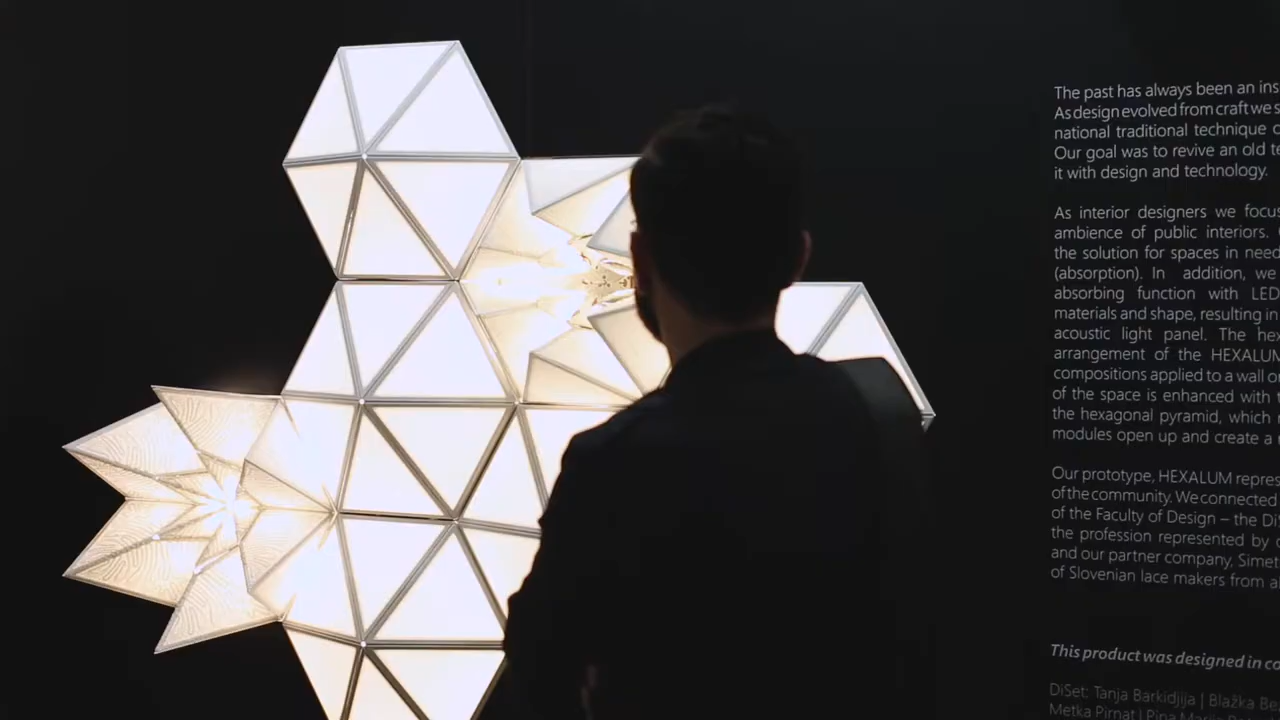 The past has always been an ins
As design evolved from craft we s
national traditional technique o
Our goal was to revive an old te
it with design and technology.
As interior designers we focus
ambience of public interiors.
the solution for spaces in need
(absorption). In addition, we
absorbing function with LED
materials and shape, resulting in
acoustic light panel. The hex
arrangement of the HEXALUM
compositions applied to a wall or
of the space is enhanced with t
the hexagonal pyramid, which
modules open up and create a
Our prototype, HEXALUM repres
of the community. We connected
of the Faculty of Design – the DiS
the profession represented by
and our partner company, Simet
of Slovenian lace makers from a
This product was designed in co
DiSet: Tanja Barkidjija | Blažka Be
Metka Pirnat |